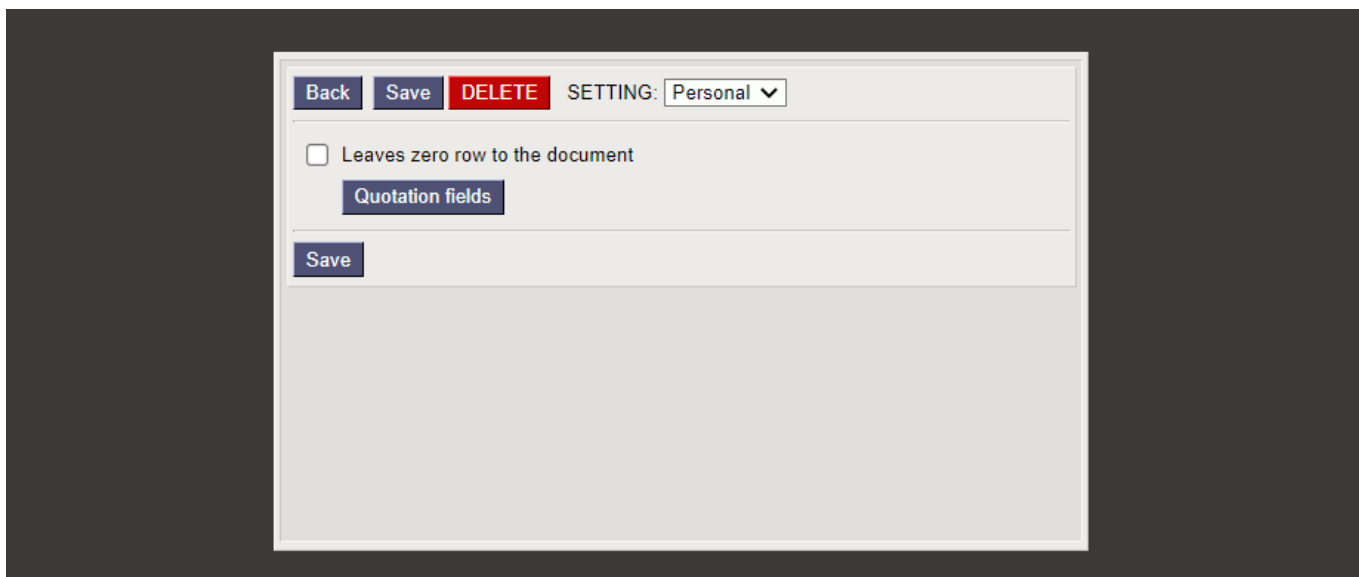 Back Save DELETE SETTING: Personal
Leaves zero row to the document
Quotation fields
Save